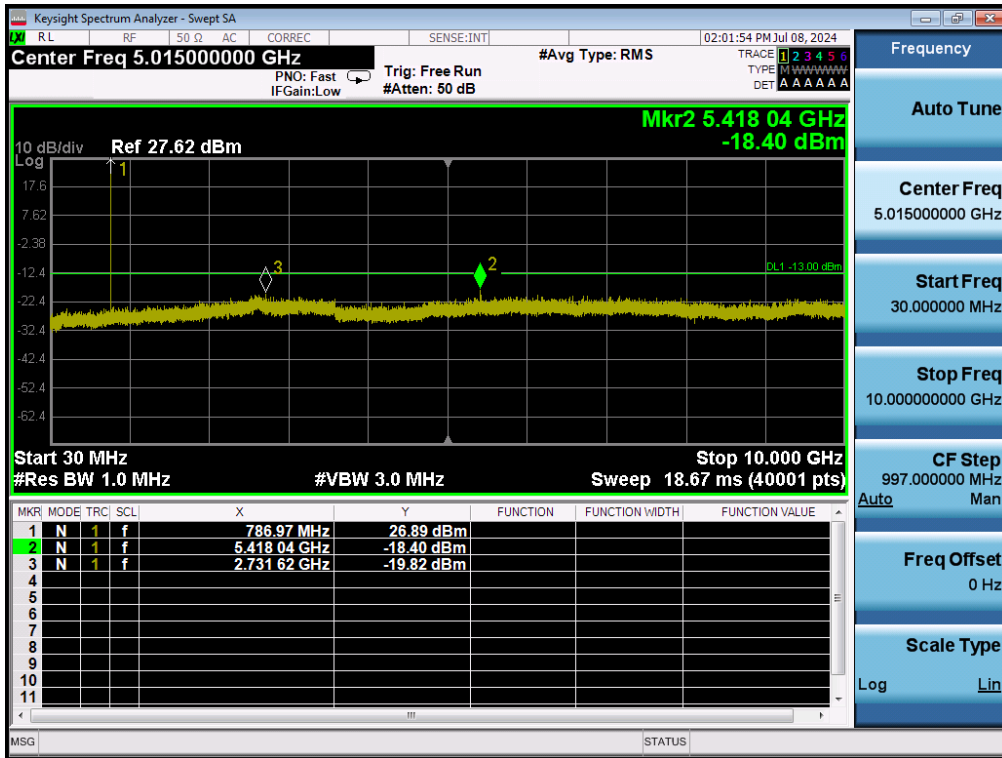 Keysight Spectrum Analyzer - Swept SA
LXI RL RF 50 Ω AC CORREC SENSE:INT 02:01:54 PM Jul 08, 2024
Center Freq 5.015000000 GHz
PNO: Fast
IFGain:Low
Trig: Free Run
#Atten: 50 dB
#Avg Type: RMS
TRACE 1 2 3 4 5 6
TYPE M W W W W W
DET A A A A A A
Mkr2 5.418 04 GHz
-18.40 dBm
10 dB/div Ref 27.62 dBm
Log
1
17.6
7.62
-2.38
-12.4
3
2
DL1 -13.00 dBm
-22.4
-32.4
-42.4
-52.4
-62.4
Start 30 MHz Stop 10.000 GHz
#Res BW 1.0 MHz #VBW 3.0 MHz Sweep 18.67 ms (40001 pts)
MKR MODE TRC SCL X Y FUNCTION FUNCTION WIDTH FUNCTION VALUE
1 N 1 f 786.97 MHz 26.89 dBm
2 N 1 f 5.418 04 GHz -18.40 dBm
3 N 1 f 2.731 62 GHz -19.82 dBm
4
5
6
7
8
9
10
11
MSG STATUS
Frequency
Auto Tune
Center Freq
5.015000000 GHz
Start Freq
30.000000 MHz
Stop Freq
10.000000000 GHz
CF Step
997.000000 MHz
Auto Man
Freq Offset
0 Hz
Scale Type
Log Lin